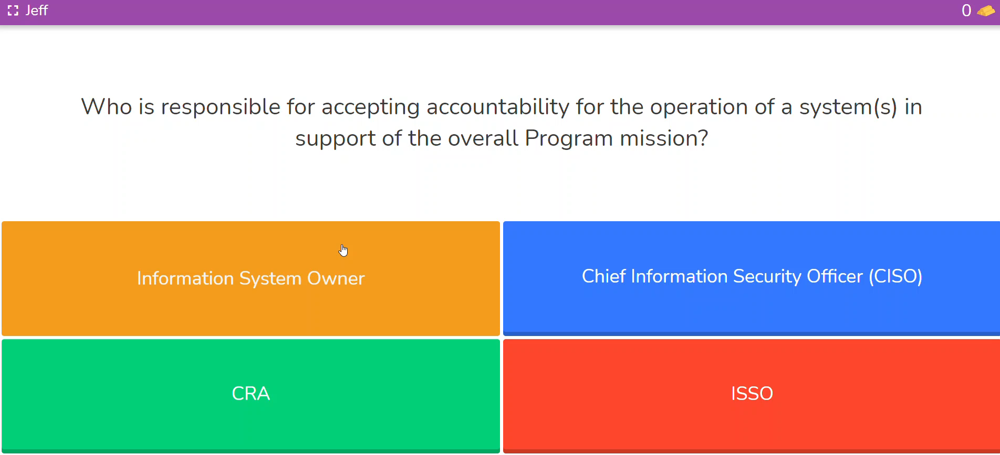 Jeff
0
Who is responsible for accepting accountability for the operation of a system(s) in
support of the overall Program mission?
Information System Owner
Chief Information Security Officer (CISO)
CRA
ISSO